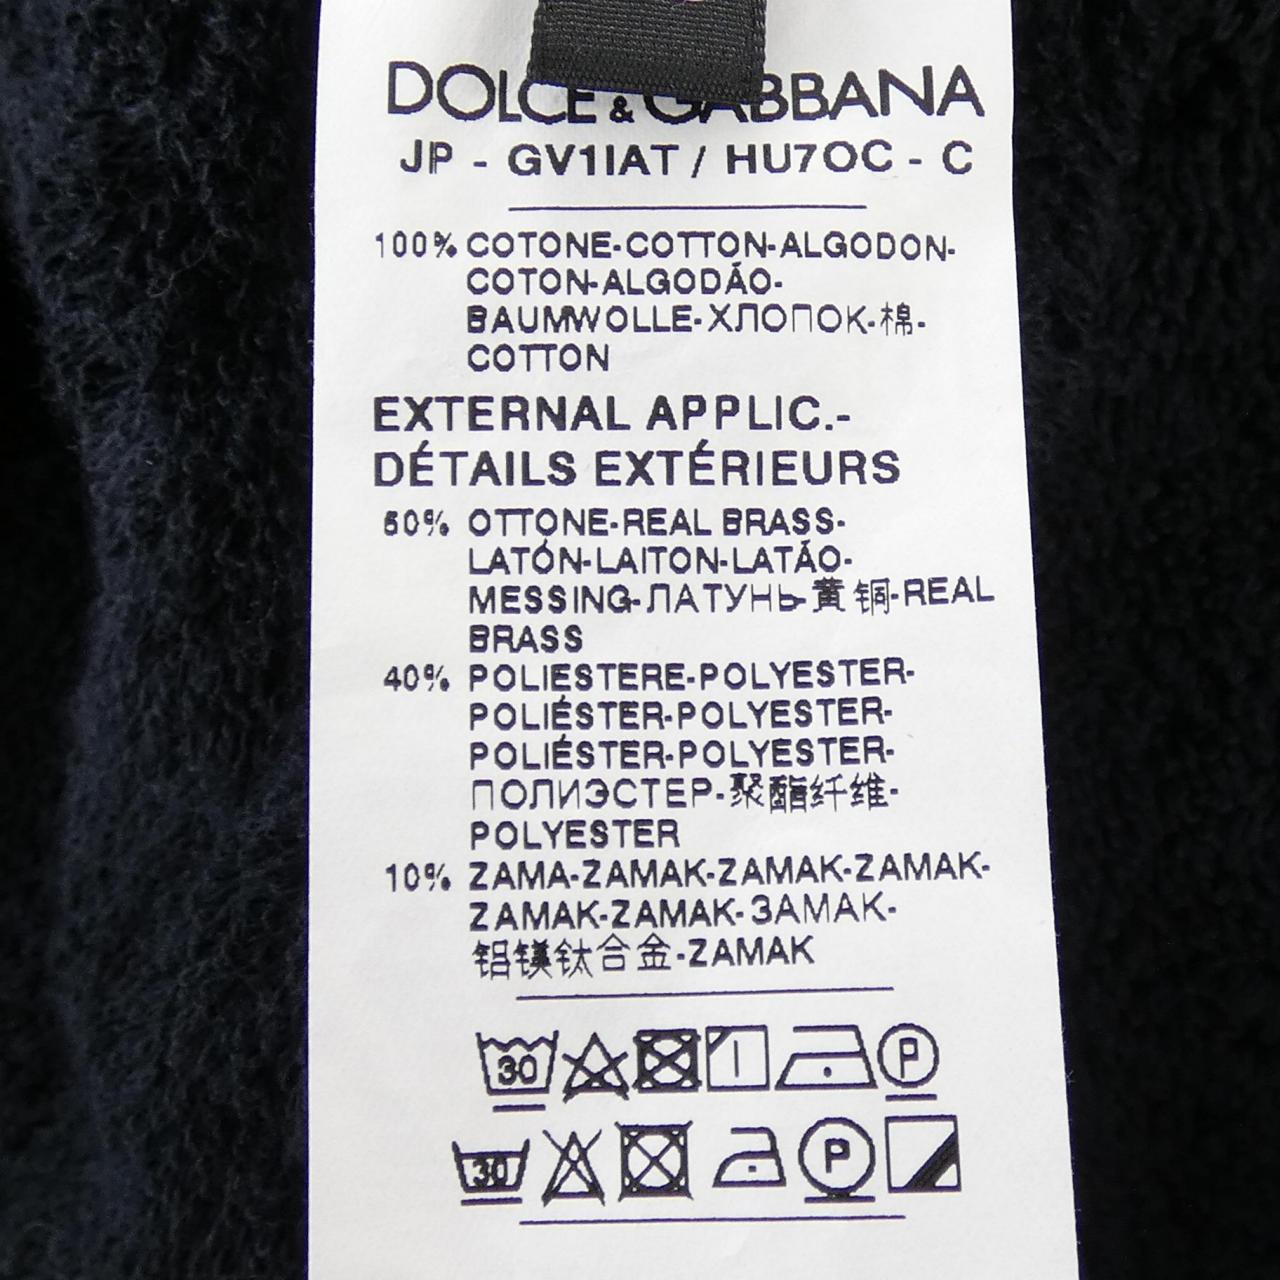 DOLCE & GABBANA
JP - GV1IAT / HU7OC - C
100% COTONE-COTTON-ALGODON-
COTON-ALGODÃO-
BAUMWOLLE-ХЛОПОК-棉-
COTTON
EXTERNAL APPLIC.-
DÉTAILS EXTÉRIEURS
50% OTTONE-REAL BRASS-
LATÓN-LAITON-LATÃO-
MESSING-ЛАТУНЬ-黄铜-REAL
BRASS
40% POLIESTERE-POLYESTER-
POLIÉSTER-POLYESTER-
POLIÉSTER-POLYESTER-
ПОЛИЭСТЕР-聚酯纤维-
POLYESTER
10% ZAMA-ZAMAK-ZAMAK-ZAMAK-
ZAMAK-ZAMAK-ЗАМАК-
铝镁钛合金-ZAMAK
30 P
30 P